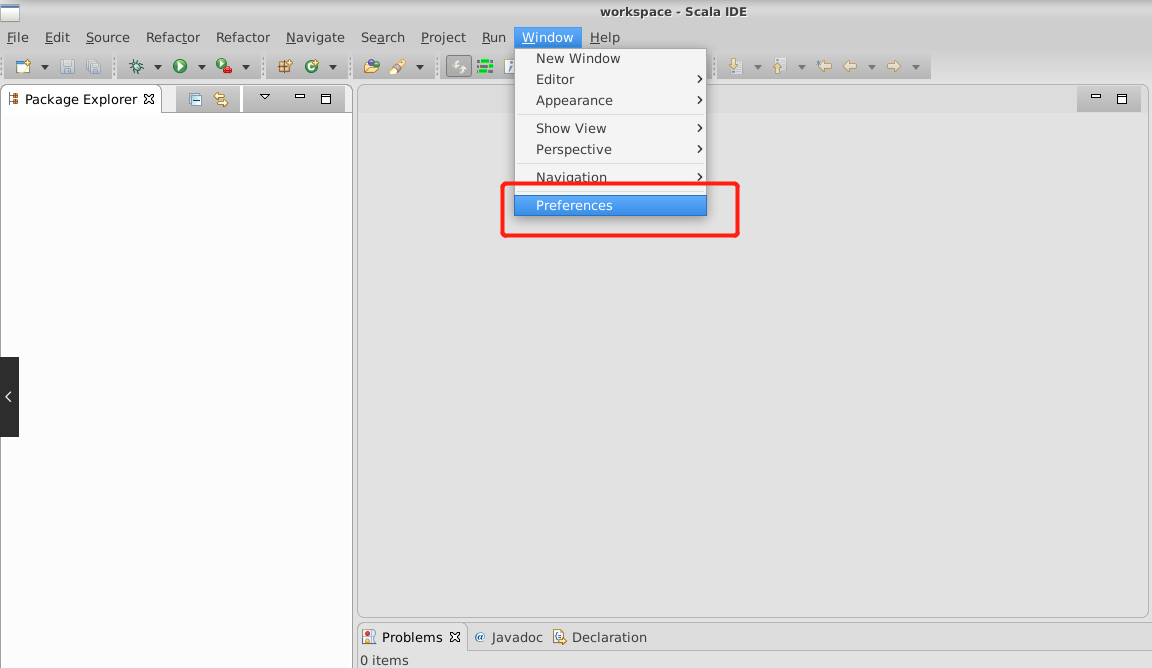 workspace - Scala IDE
File Edit Source Refactor Refactor Navigate Search Project Run Window Help
New Window
Editor
Appearance
Package Explorer
Show View
Perspective
Navigation
Preferences
Problems @ Javadoc Declaration
0 items